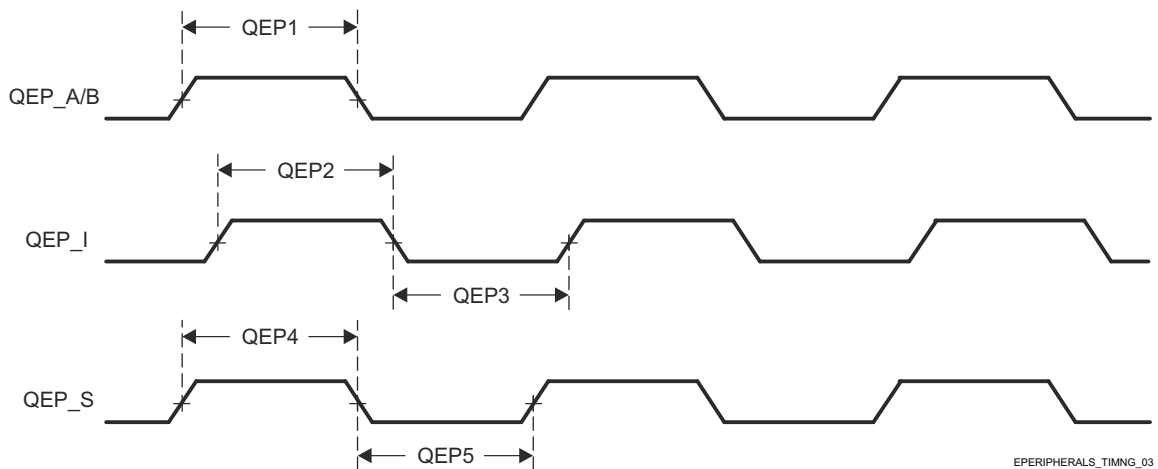 QEP1
QEP_A/B
QEP2
QEP_I
QEP3
QEP4
QEP_S
QEP5
EPERIPHERALS_TIMNG_03